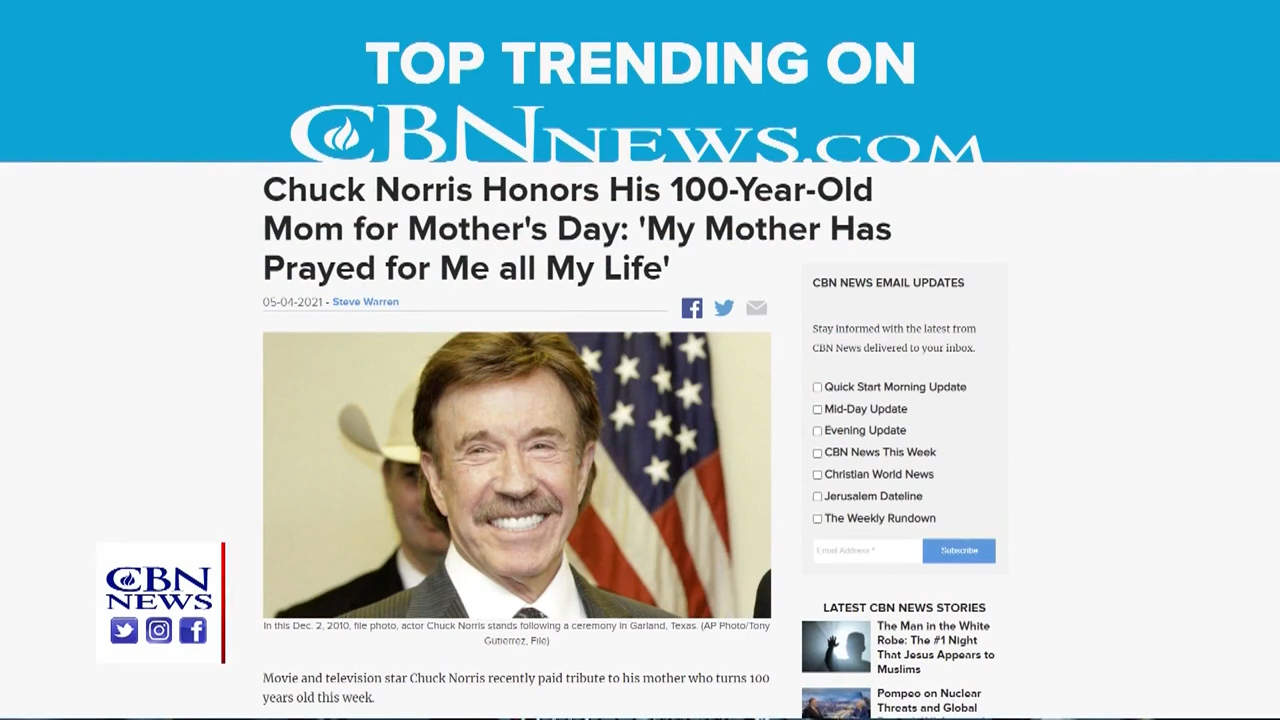 TOP TRENDING ON
CBNNEWS.COM
Chuck Norris Honors His 100-Year-Old
Mom for Mother's Day: 'My Mother Has
Prayed for Me all My Life'
05-04-2021 - Steve Warren
In this Dec. 2, 2010, file photo, actor Chuck Norris stands following a ceremony in Garland, Texas. (AP Photo/Tony
Gutierrez, File)
Movie and television star Chuck Norris recently paid tribute to his mother who turns 100
years old this week.
CBN NEWS EMAIL UPDATES
Stay informed with the latest from
CBN News delivered to your inbox.
Quick Start Morning Update
Mid-Day Update
Evening Update
CBN News This Week
Christian World News
Jerusalem Dateline
The Weekly Rundown
Email Address *
Subscribe
LATEST CBN NEWS STORIES
The Man in the White
Robe: The #1 Night
That Jesus Appears to
Muslims
Pompeo on Nuclear
Threats and Global
CBN
NEWS